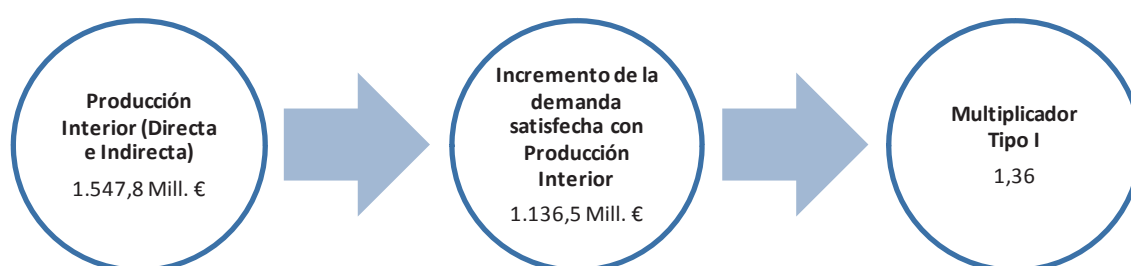 Producción
Interior (Directa
e Indirecta)
1.547,8 Mill. €
Incremento de la
demanda
satisfecha con
Producción
Interior
1.136,5 Mill. €
Multiplicador
Tipo I
1,36